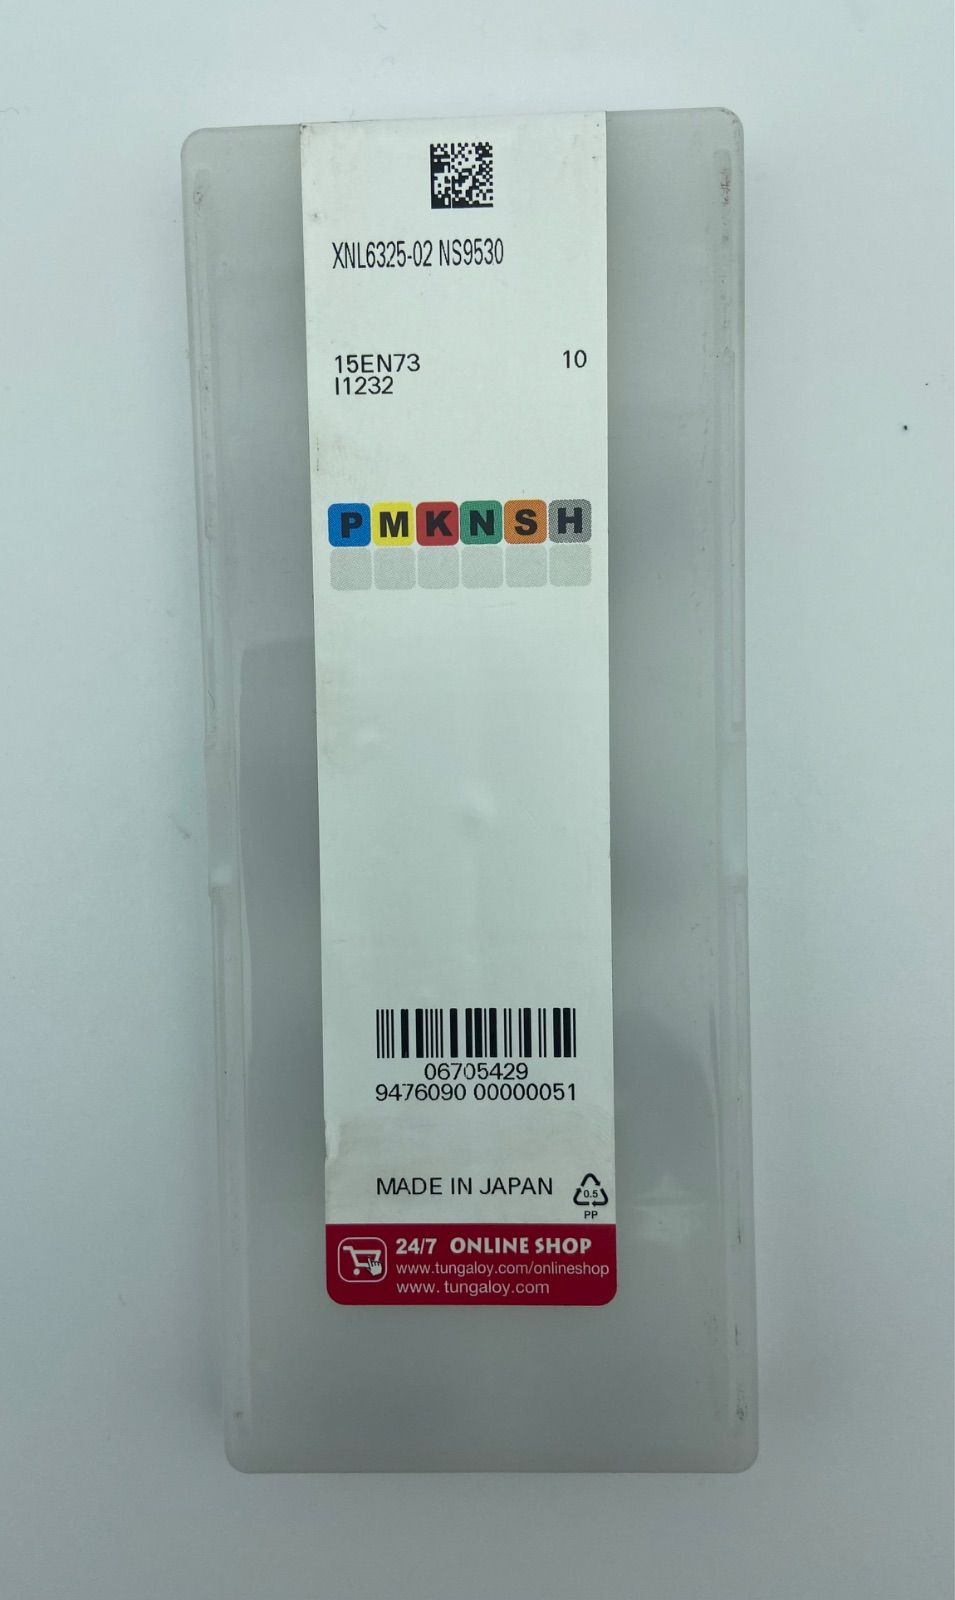 XNL6325-02 NS9530
15EN73 10
I1232
P M K N S H
06705429
9476090 00000051
MADE IN JAPAN
0.5
PP
24/7 ONLINE SHOP
www.tungaloy.com/onlineshop
www. tungaloy.com